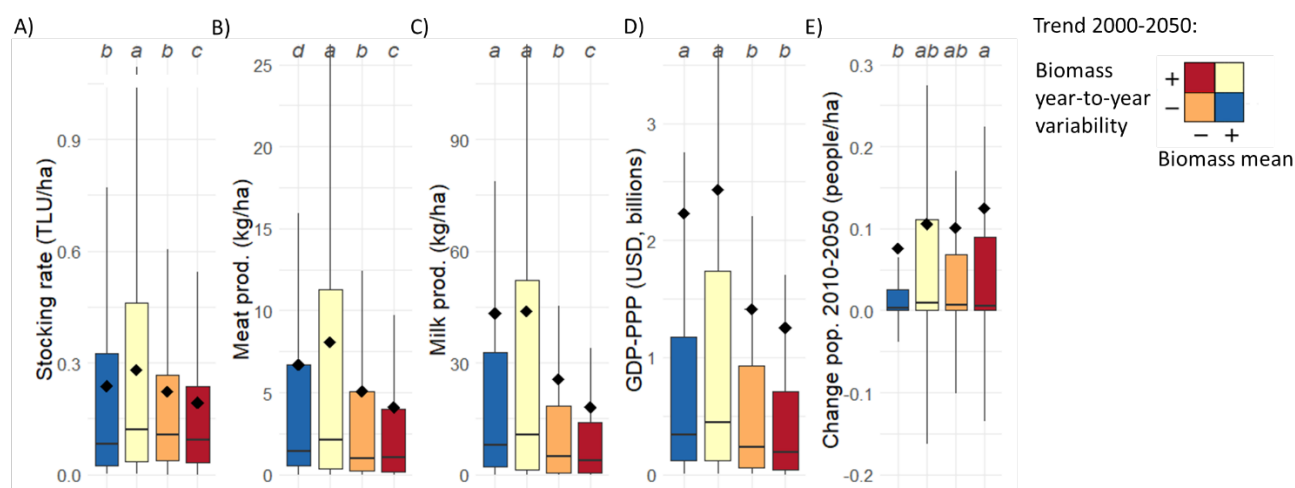 A)
b a b c
Stocking rate (TLU/ha)
0.9
0.6
0.3
0.0
B)
d a b c
Meat prod. (kg/ha)
25
20
15
10
5
0
C)
a a b c
Milk prod. (kg/ha)
90
60
30
0
D)
a a b b
GDP-PPP (USD, billions)
3
2
1
0
E)
b ab ab a
Change pop. 2010-2050 (people/ha)
0.3
0.2
0.1
0.0
-0.1
-0.2
Trend 2000-2050:
Biomass
year-to-year
variability
+
−
− +
Biomass mean